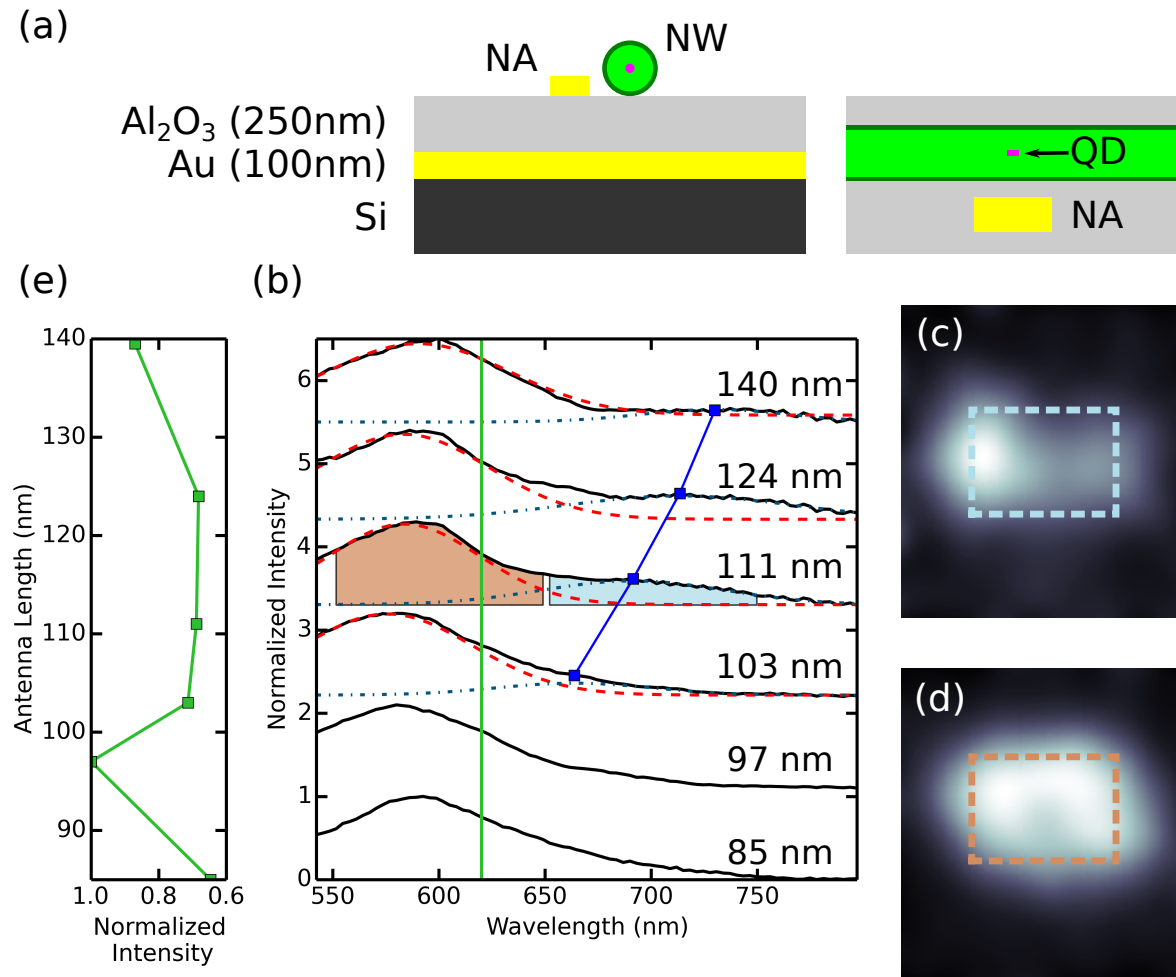 (a)
NA
NW
Al₂O₃ (250nm)
Au (100nm)
Si
QD
NA
(e)
(b)
140
130
120
110
100
90
Antenna Length (nm)
1.0 0.8 0.6
Normalized
Intensity
6
5
4
3
2
1
0
Normalized Intensity
140 nm
124 nm
111 nm
103 nm
97 nm
85 nm
550 600 650 700 750
Wavelength (nm)
(c)
(d)